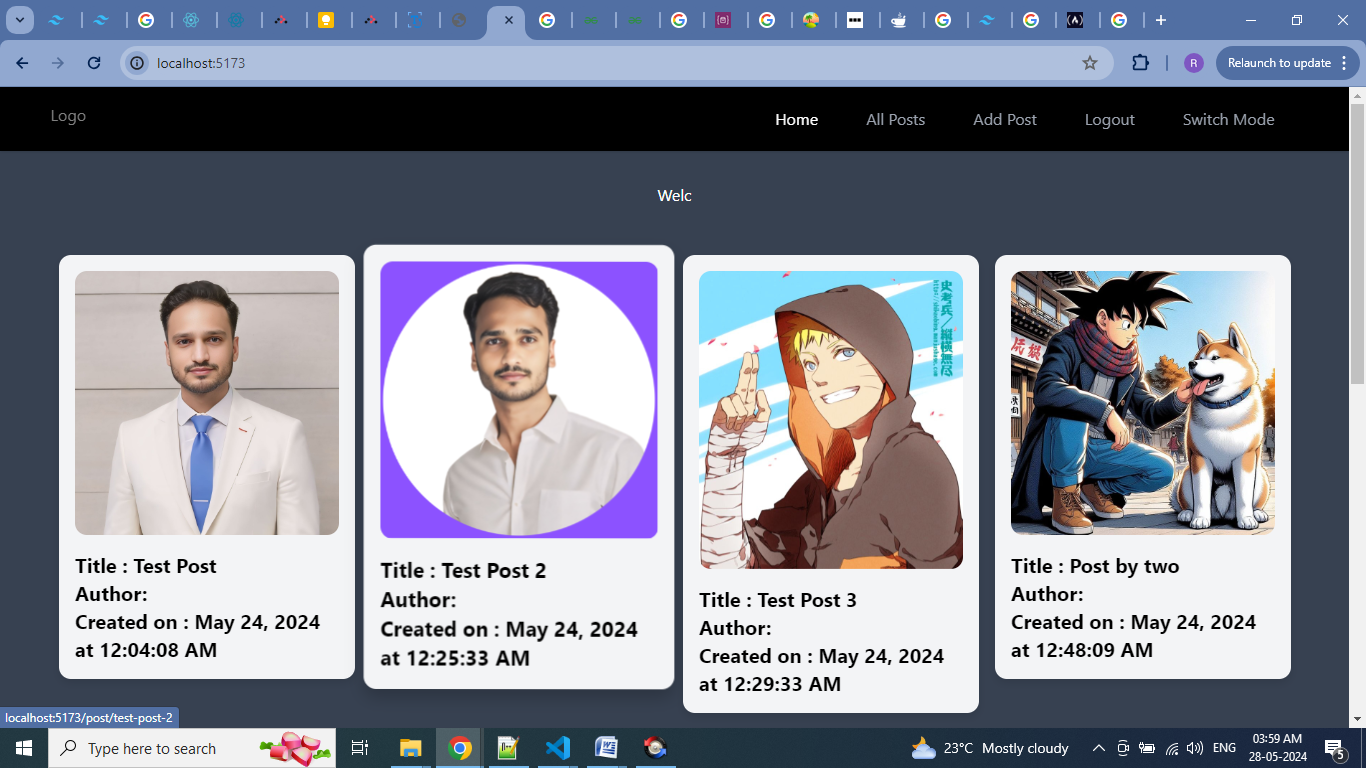 localhost:5173
R
Relaunch to update
Logo
Home
All Posts
Add Post
Logout
Switch Mode
Welc
Title : Test Post
Author:
Created on : May 24, 2024
at 12:04:08 AM
Title : Test Post 2
Author:
Created on : May 24, 2024
at 12:25:33 AM
Title : Test Post 3
Author:
Created on : May 24, 2024
at 12:29:33 AM
Title : Post by two
Author:
Created on : May 24, 2024
at 12:48:09 AM
localhost:5173/post/test-post-2
Type here to search
23°C Mostly cloudy
ENG
03:59 AM
28-05-2024
5